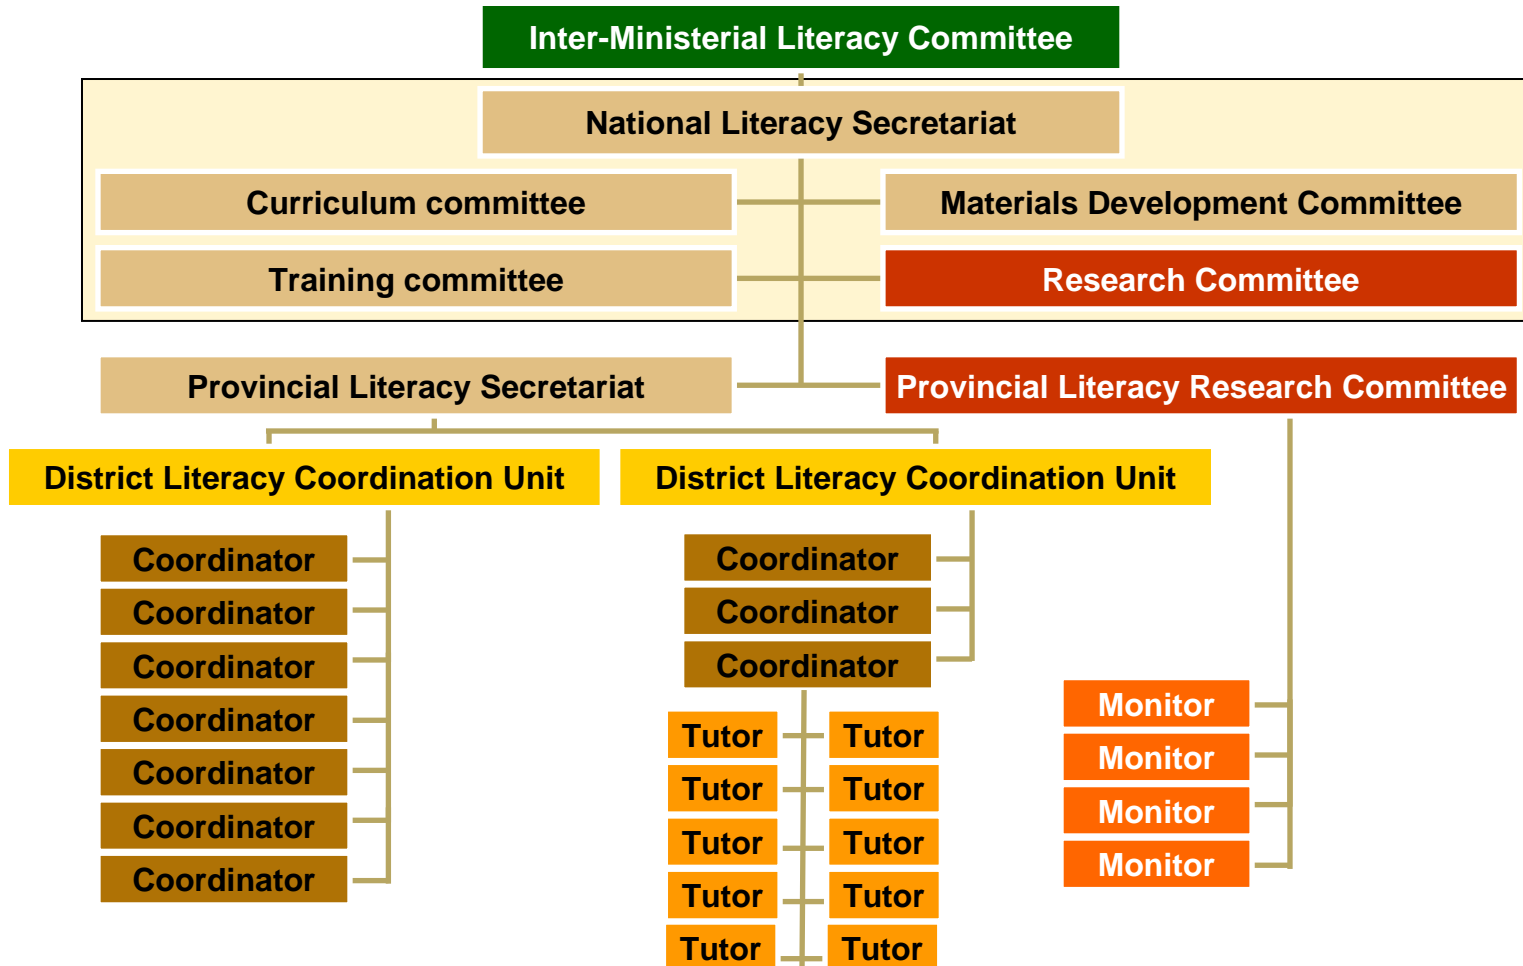 Inter-Ministerial Literacy Committee
National Literacy Secretariat
Curriculum committee
Materials Development Committee
Training committee
Research Committee
Provincial Literacy Secretariat
Provincial Literacy Research Committee
District Literacy Coordination Unit
District Literacy Coordination Unit
Coordinator
Coordinator
Coordinator
Coordinator
Coordinator
Coordinator
Coordinator
Coordinator
Coordinator
Coordinator
Tutor
Tutor
Tutor
Tutor
Tutor
Tutor
Tutor
Tutor
Tutor
Tutor
Monitor
Monitor
Monitor
Monitor